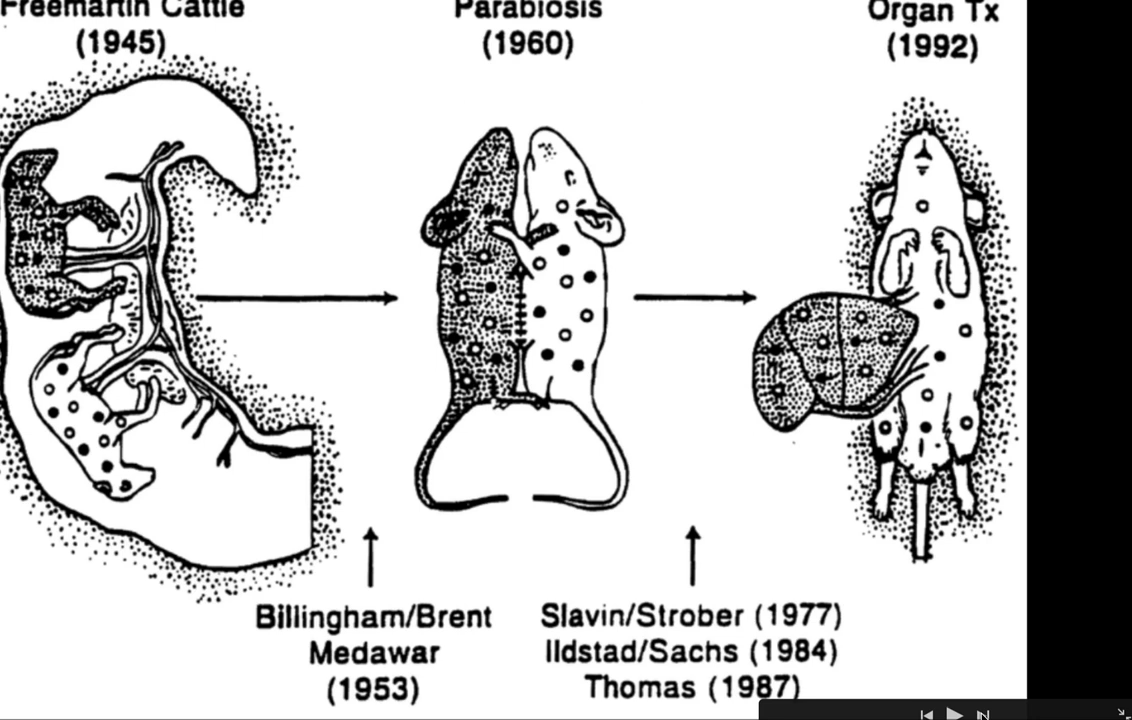 Freemartin Cattle
(1945)
Parabiosis
(1960)
Organ Tx
(1992)
Billingham/Brent
Medawar
(1953)
Slavin/Strober (1977)
Ildstad/Sachs (1984)
Thomas (1987)